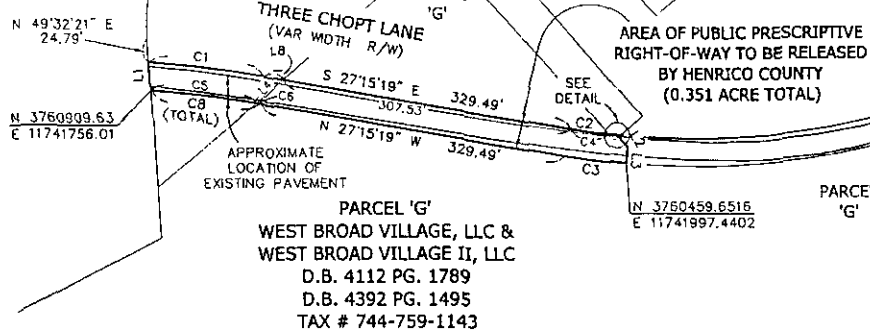 N 49°32'21" E
24.79'
THREE CHOPT LANE
(VAR WIDTH R/W)
'G'
AREA OF PUBLIC PRESCRIPTIVE
RIGHT-OF-WAY TO BE RELEASED
BY HENRICO COUNTY
(0.351 ACRE TOTAL)
C1
L8
L1
S 27°15'19" E
329.49'
SEE
DETAIL
C5
C6
307.53'
C2
C8
(TOTAL)
C4
N 3760909.63
E 11741756.01
N 27°15'19" W
329.49'
C3
L3
APPROXIMATE
LOCATION OF
EXISTING PAVEMENT
N 3760459.6516
E 11741997.4402
PARCE
'G'
PARCEL 'G'
WEST BROAD VILLAGE, LLC &
WEST BROAD VILLAGE II, LLC
D.B. 4112 PG. 1789
D.B. 4392 PG. 1495
TAX # 744-759-1143